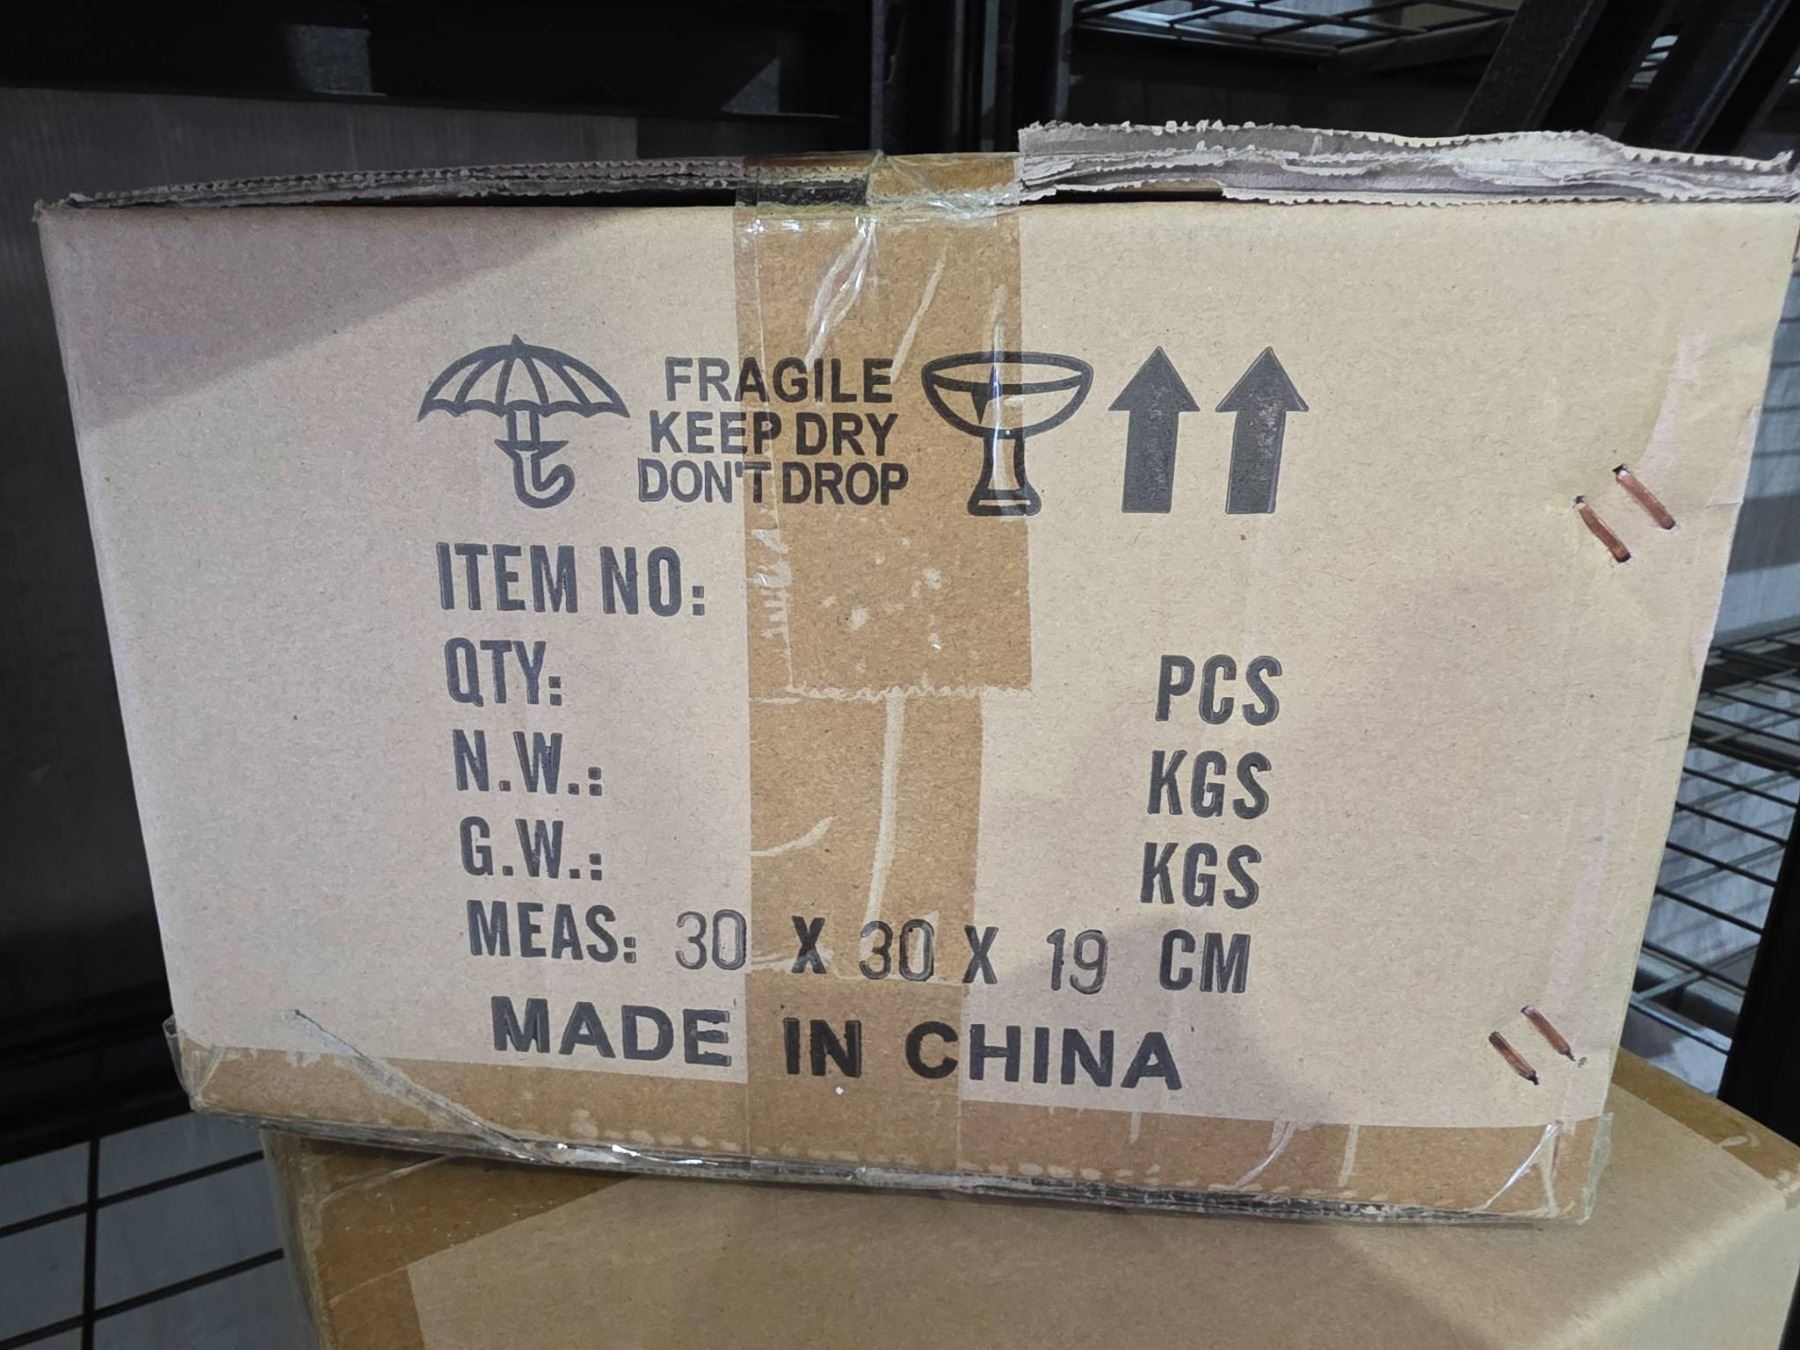 FRAGILE
KEEP DRY
DON'T DROP
ITEM NO:
QTY: PCS
N.W.: KGS
G.W.: KGS
MEAS: 30 X 30 X 19 CM
MADE IN CHINA